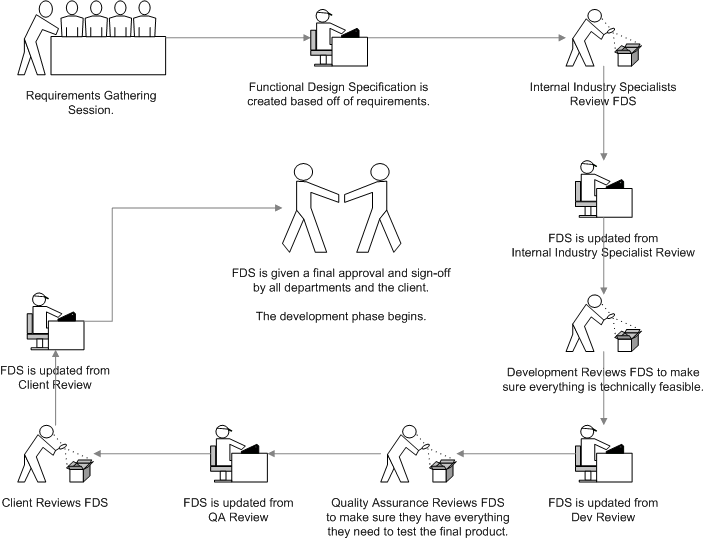 Requirements Gathering
Session.
Functional Design Specification is
created based off of requirements.
Internal Industry Specialists
Review FDS
FDS is updated from
Internal Industry Specialist Review
Development Reviews FDS to make
sure everything is technically feasible.
FDS is updated from
Dev Review
Quality Assurance Reviews FDS
to make sure they have everything
they need to test the final product.
FDS is updated from
QA Review
Client Reviews FDS
FDS is updated from
Client Review
FDS is given a final approval and sign-off
by all departments and the client.
The development phase begins.